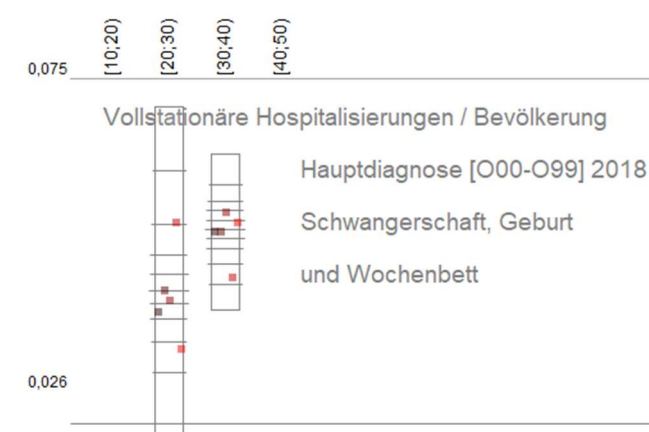 [10;20)
[20;30)
[30;40)
[40;50)
0,075
Vollstationäre Hospitalisierungen / Bevölkerung
Hauptdiagnose [O00-O99] 2018
Schwangerschaft, Geburt
und Wochenbett
0,026